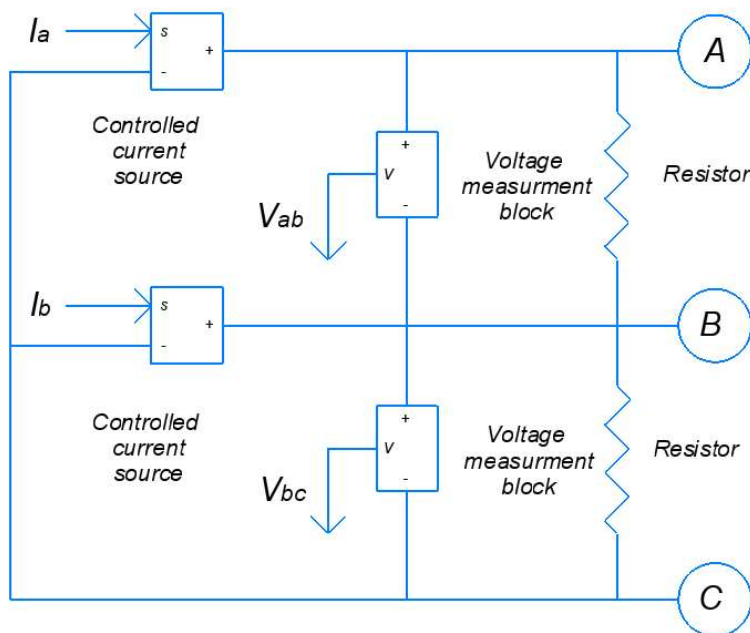 Ia
s
+
-
A
Controlled
current
source
+
v
-
Vab
Voltage
measurment
block
Resistor
Ib
s
+
-
B
Controlled
current
source
+
v
-
Vbc
Voltage
measurment
block
Resistor
C